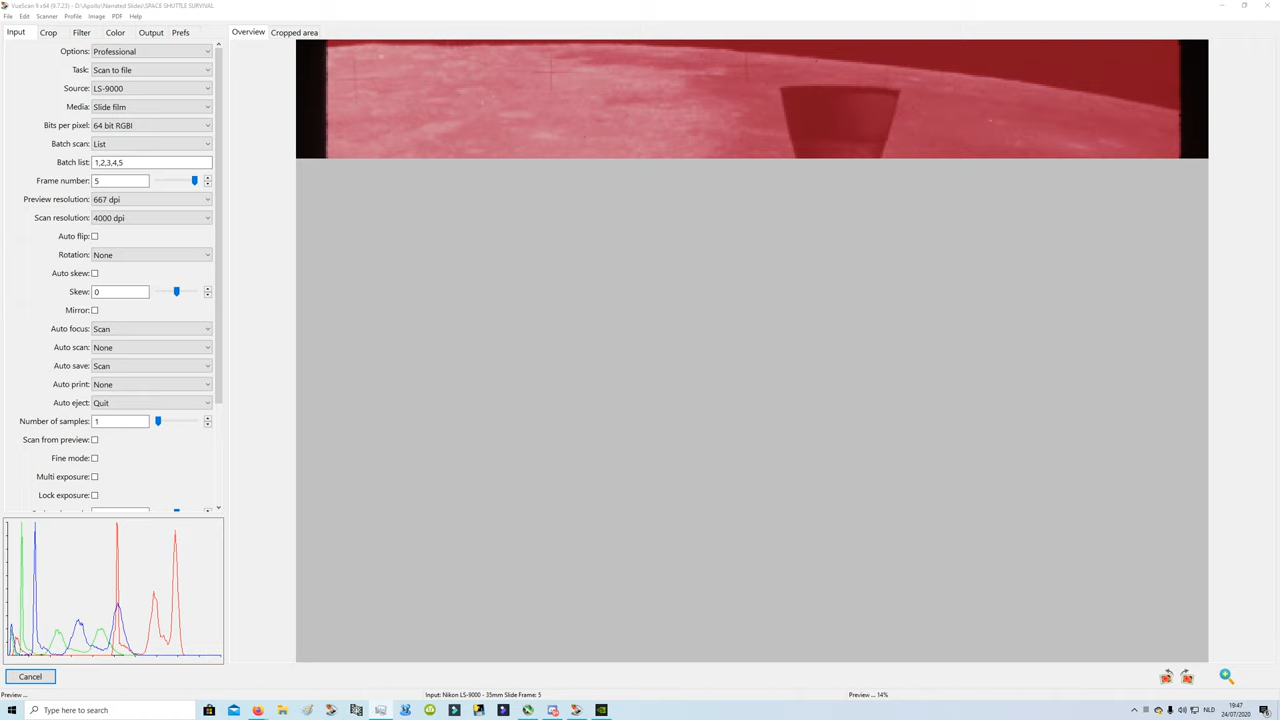 VueScan 9 x64 (9.7.23) - D:\Apollo\Narrated Slides\SPACE SHUTTLE SURVIVAL
File Edit Scanner Profile Image PDF Help
Input Crop Filter Color Output Prefs
Overview Cropped area
Options: Professional
Task: Scan to file
Source: LS-9000
Media: Slide film
Bits per pixel: 64 bit RGBI
Batch scan: List
Batch list: 1,2,3,4,5
Frame number: 5
Preview resolution: 667 dpi
Scan resolution: 4000 dpi
Auto flip:
Rotation: None
Auto skew:
Skew: 0
Mirror:
Auto focus: Scan
Auto scan: None
Auto save: Scan
Auto print: None
Auto eject: Quit
Number of samples: 1
Scan from preview:
Fine mode:
Multi exposure:
Lock exposure:
Cancel
Preview ... Input: Nikon LS-9000 - 35mm Slide Frame: 5 Preview ... 14%
Type here to search
NLD
19:47
24/07/2020